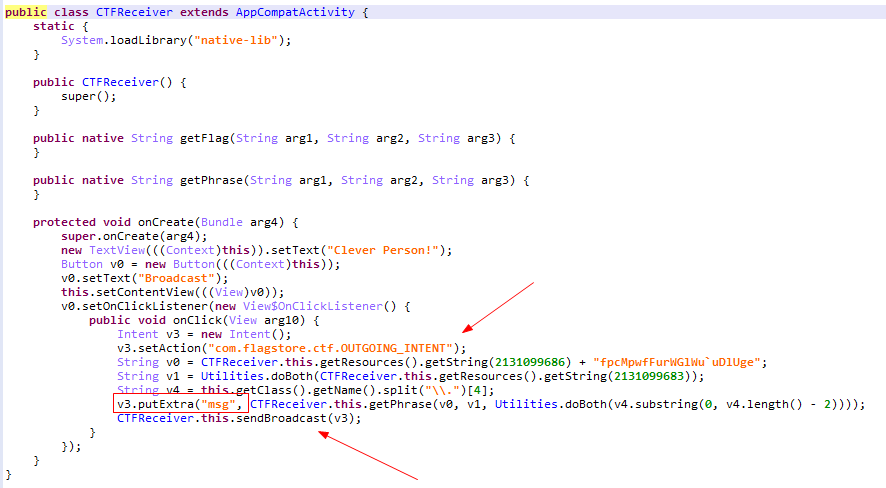 public class CTFReceiver extends AppCompatActivity {
static {
System.loadLibrary("native-lib");
}
public CTFReceiver() {
super();
}
public native String getFlag(String arg1, String arg2, String arg3) {
}
public native String getPhrase(String arg1, String arg2, String arg3) {
}
protected void onCreate(Bundle arg4) {
super.onCreate(arg4);
new TextView(((Context)this)).setText("Clever Person!");
Button v0 = new Button(((Context)this));
v0.setText("Broadcast");
this.setContentView(((View)v0));
v0.setOnClickListener(new View$OnClickListener() {
public void onClick(View arg10) {
Intent v3 = new Intent();
v3.setAction("com.flagstore.ctf.OUTGOING_INTENT");
String v0 = CTFReceiver.this.getResources().getString(2131099686) + "fpcMpwfFurWGlWu`uDlUge";
String v1 = Utilities.doBoth(CTFReceiver.this.getResources().getString(2131099683));
String v4 = this.getClass().getName().split("\\.")[4];
v3.putExtra("msg", CTFReceiver.this.getPhrase(v0, v1, Utilities.doBoth(v4.substring(0, v4.length() - 2))));
CTFReceiver.this.sendBroadcast(v3);
}
});
}
}